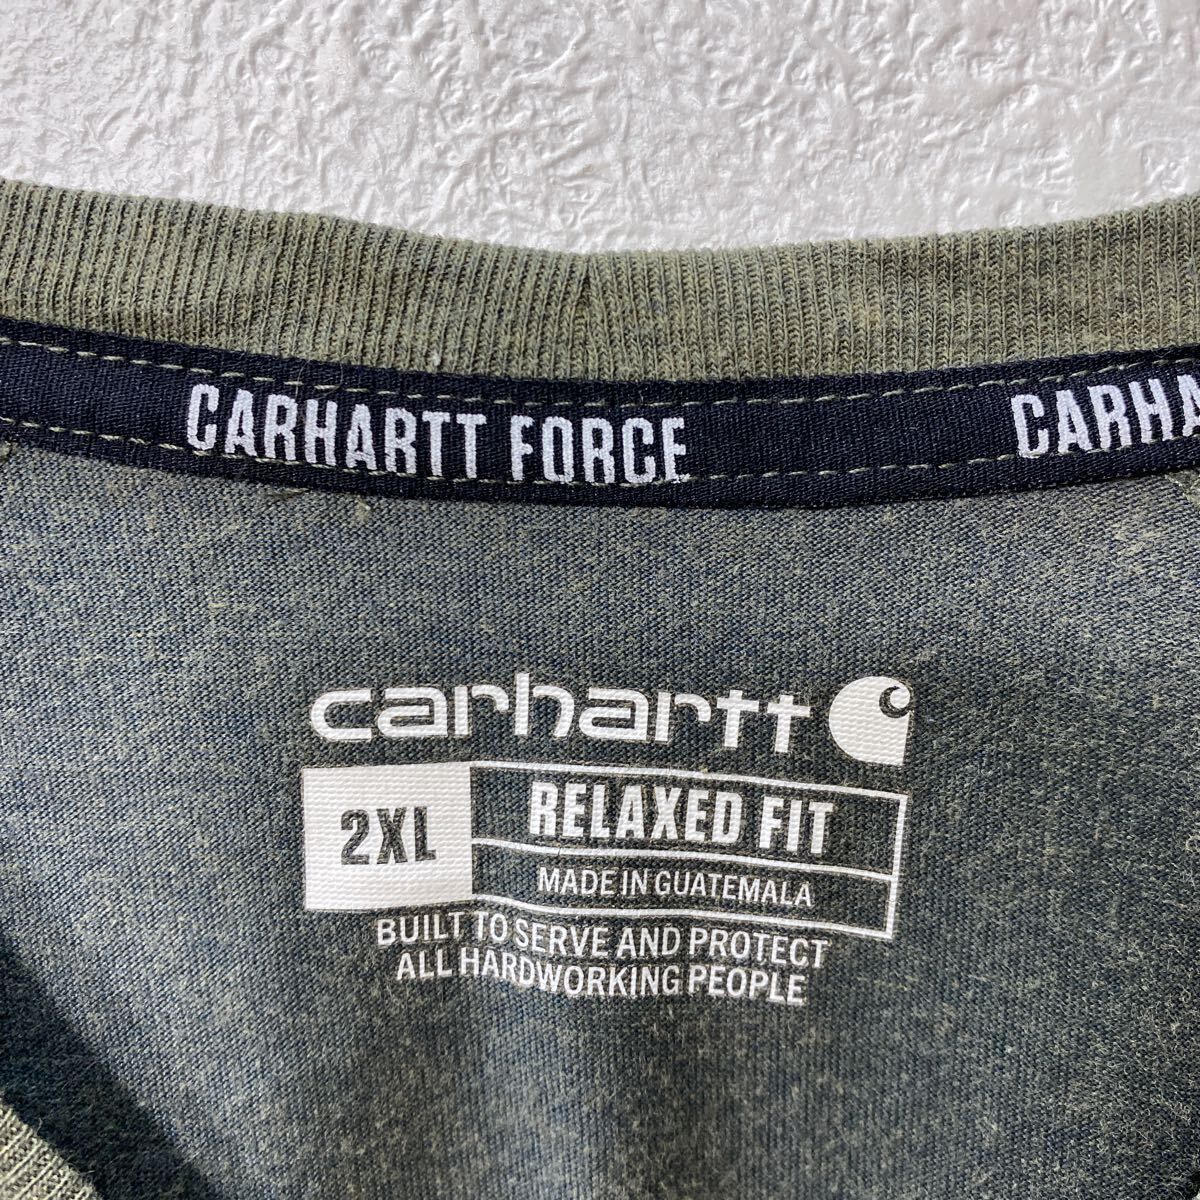 CARHARTT FORCE CARHA
carhartt
2XL RELAXED FIT
MADE IN GUATEMALA
BUILT TO SERVE AND PROTECT
ALL HARDWORKING PEOPLE